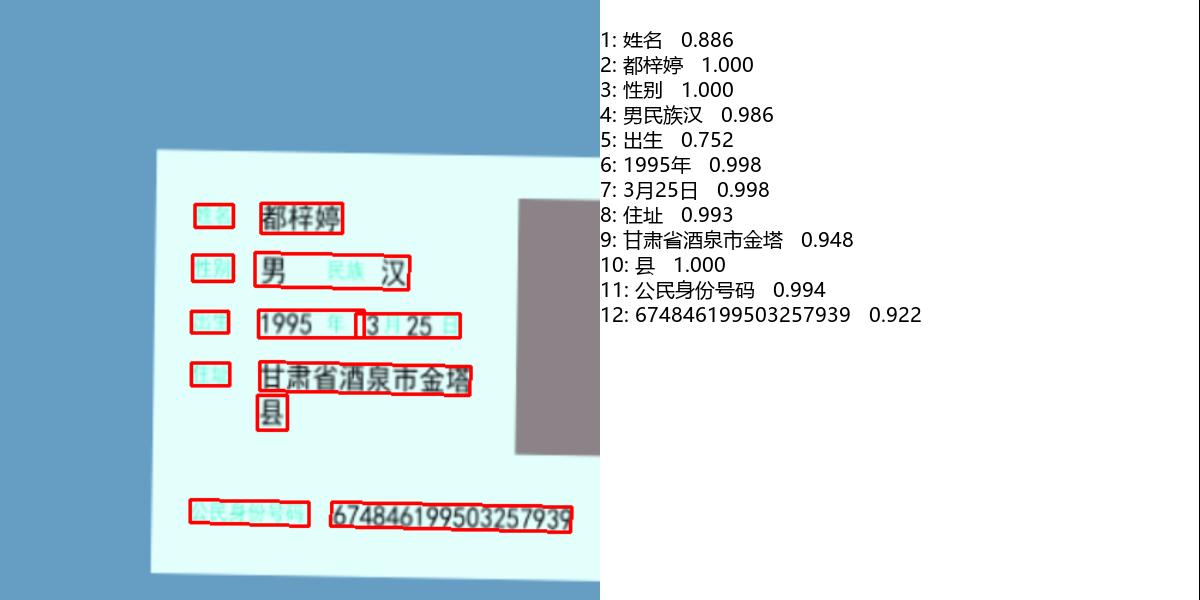 姓名 都梓婷
性别 男 民族 汉
出生 1995 年 3 月 25 日
住址 甘肃省酒泉市金塔
县
公民身份号码 674846199503257939
1: 姓名 0.886
2: 都梓婷 1.000
3: 性别 1.000
4: 男民族汉 0.986
5: 出生 0.752
6: 1995年 0.998
7: 3月25日 0.998
8: 住址 0.993
9: 甘肃省酒泉市金塔 0.948
10: 县 1.000
11: 公民身份号码 0.994
12: 674846199503257939 0.922